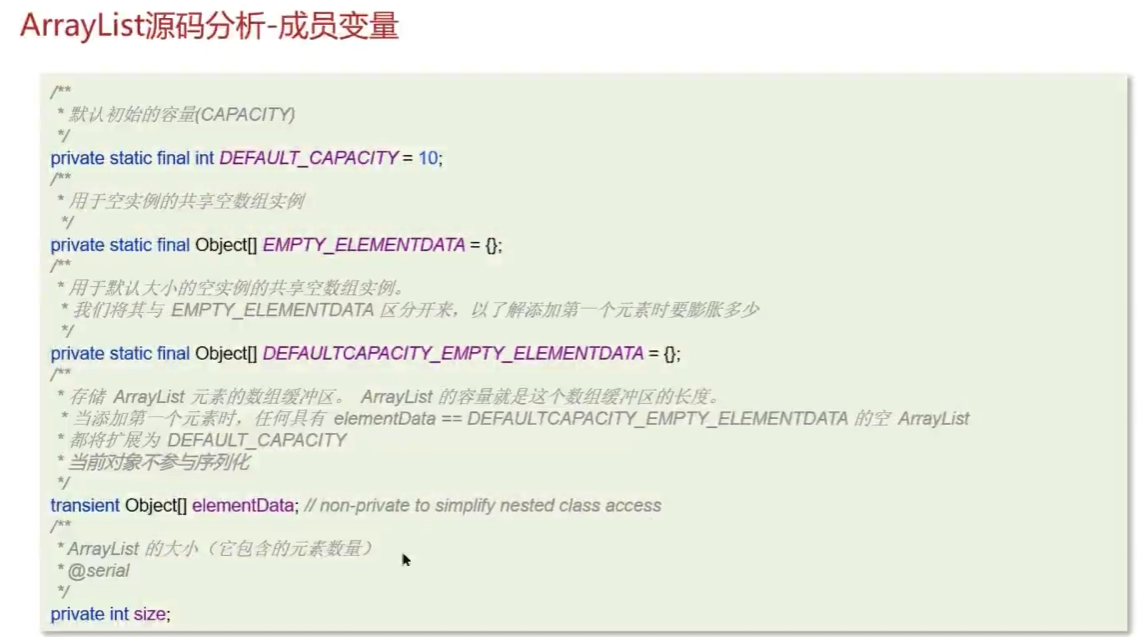 ArrayList源码分析-成员变量
/**
* 默认初始的容量(CAPACITY)
*/
private static final int DEFAULT_CAPACITY = 10;
/**
* 用于空实例的共享空数组实例
*/
private static final Object[] EMPTY_ELEMENTDATA = {};
/**
* 用于默认大小的空实例的共享空数组实例。
* 我们将其与 EMPTY_ELEMENTDATA 区分开来，以了解添加第一个元素时要膨胀多少
*/
private static final Object[] DEFAULTCAPACITY_EMPTY_ELEMENTDATA = {};
/**
* 存储 ArrayList 元素的数组缓冲区。 ArrayList 的容量就是这个数组缓冲区的长度。
* 当添加第一个元素时，任何具有 elementData == DEFAULTCAPACITY_EMPTY_ELEMENTDATA 的空 ArrayList
* 都将扩展为 DEFAULT_CAPACITY
* 当前对象不参与序列化
*/
transient Object[] elementData; // non-private to simplify nested class access
/**
* ArrayList 的大小（它包含的元素数量）
* @serial
*/
private int size;